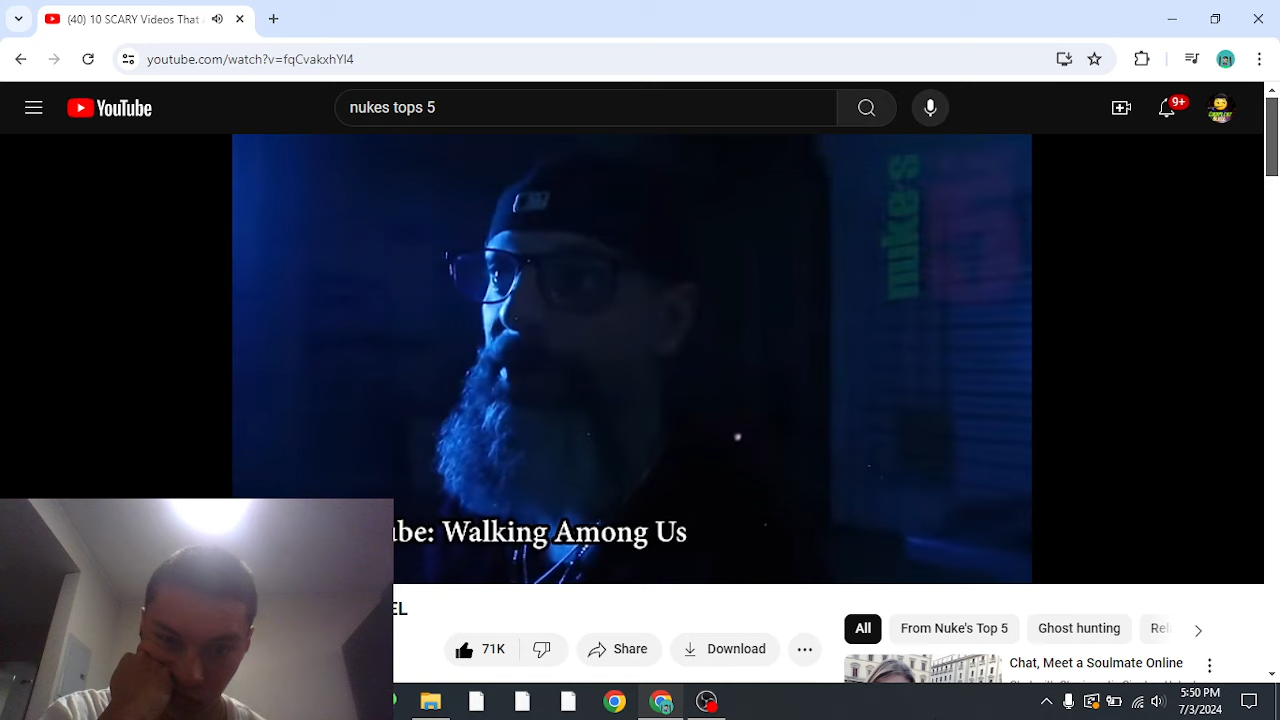 (40) 10 SCARY Videos That
youtube.com/watch?v=fqCvakxhYI4
YouTube
nukes tops 5
9+
nuke's
be: Walking Among Us
EL
71K
Share
Download
All
From Nuke's Top 5
Ghost hunting
Rel
Chat, Meet a Soulmate Online
5:50 PM
7/3/2024